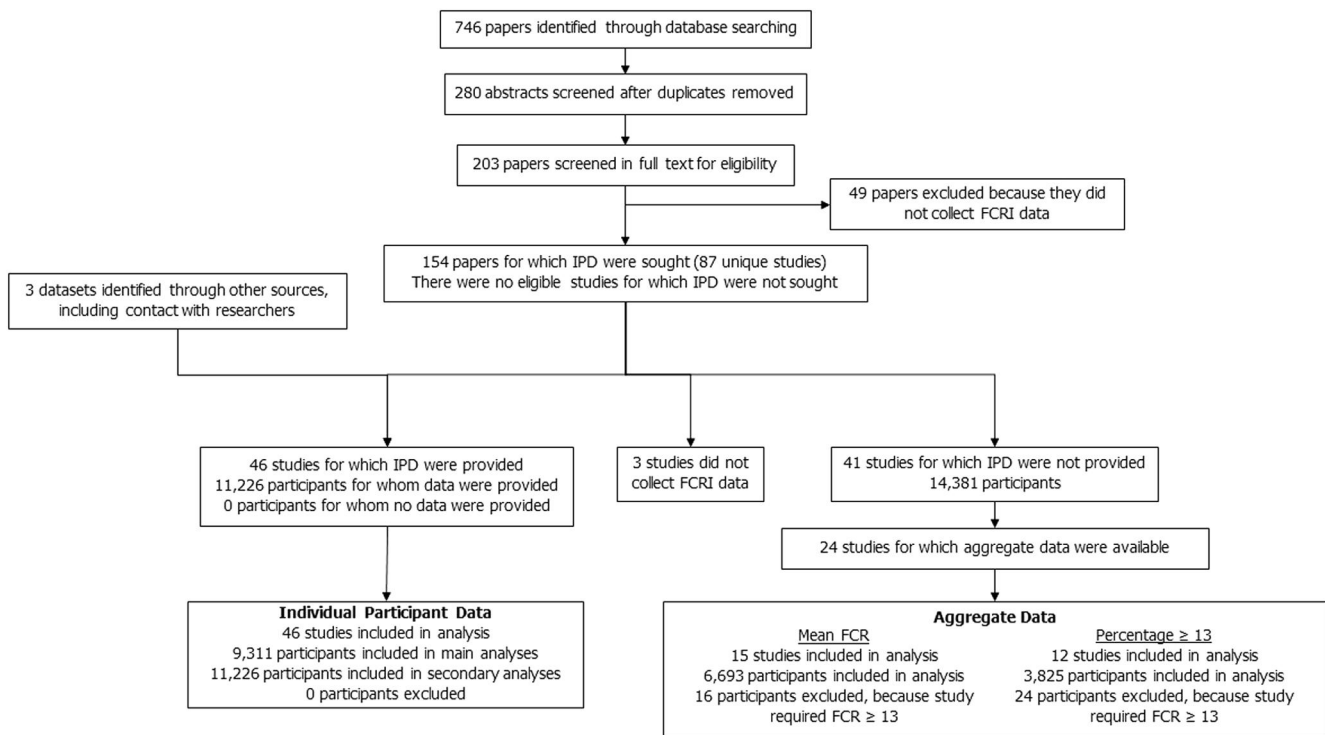 746 papers identified through database searching
280 abstracts screened after duplicates removed
203 papers screened in full text for eligibility
49 papers excluded because they did
not collect FCRI data
154 papers for which IPD were sought (87 unique studies)
There were no eligible studies for which IPD were not sought
3 datasets identified through other sources,
including contact with researchers
46 studies for which IPD were provided
11,226 participants for whom data were provided
0 participants for whom no data were provided
3 studies did not
collect FCRI data
41 studies for which IPD were not provided
14,381 participants
24 studies for which aggregate data were available
Individual Participant Data
46 studies included in analysis
9,311 participants included in main analyses
11,226 participants included in secondary analyses
0 participants excluded
Aggregate Data
Mean FCR
15 studies included in analysis
6,693 participants included in analysis
16 participants excluded, because study
required FCR ≥ 13
Percentage ≥ 13
12 studies included in analysis
3,825 participants included in analysis
24 participants excluded, because study
required FCR ≥ 13